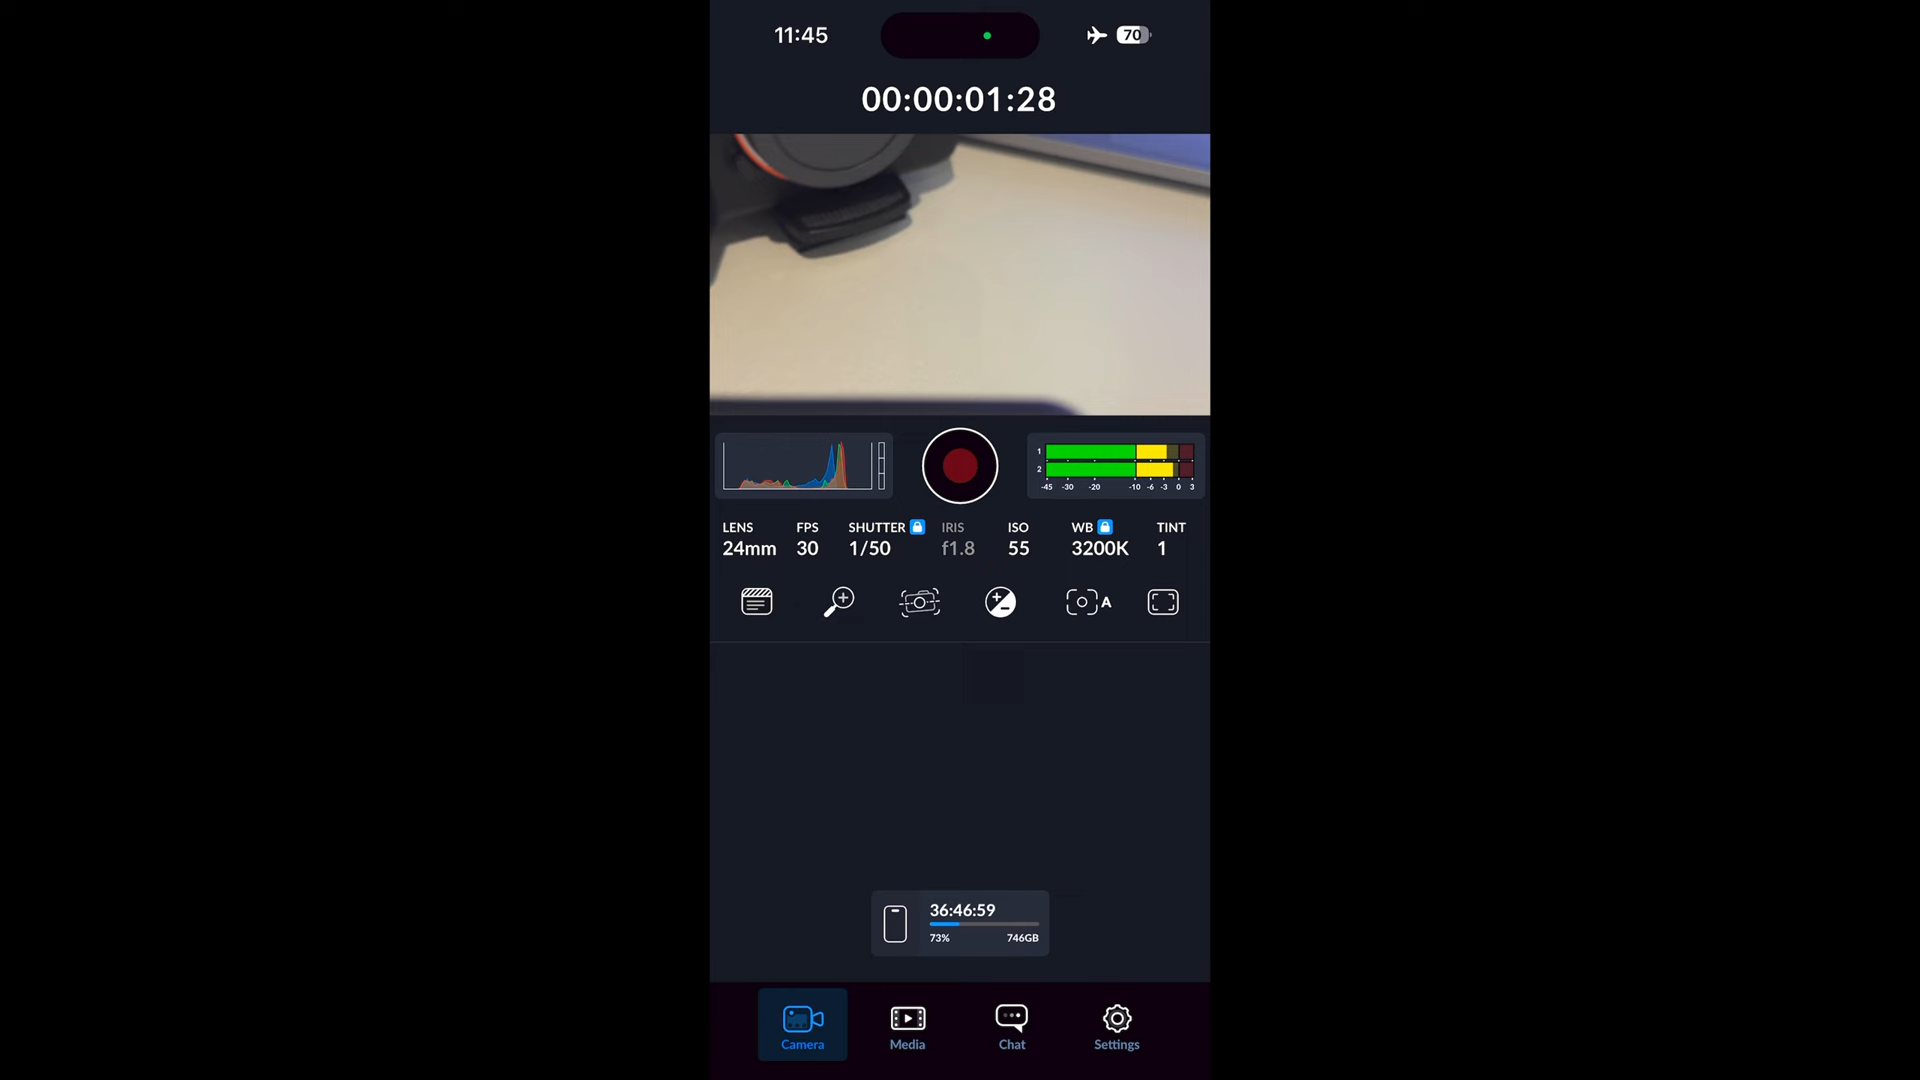 11:45
70
00:00:01:28
1
2
-45 -30 -20 -10 -6 -3 0 3
LENS FPS SHUTTER IRIS ISO WB TINT
24mm 30 1/50 f1.8 55 3200K 1
A
36:46:59
73% 746GB
Camera Media Chat Settings